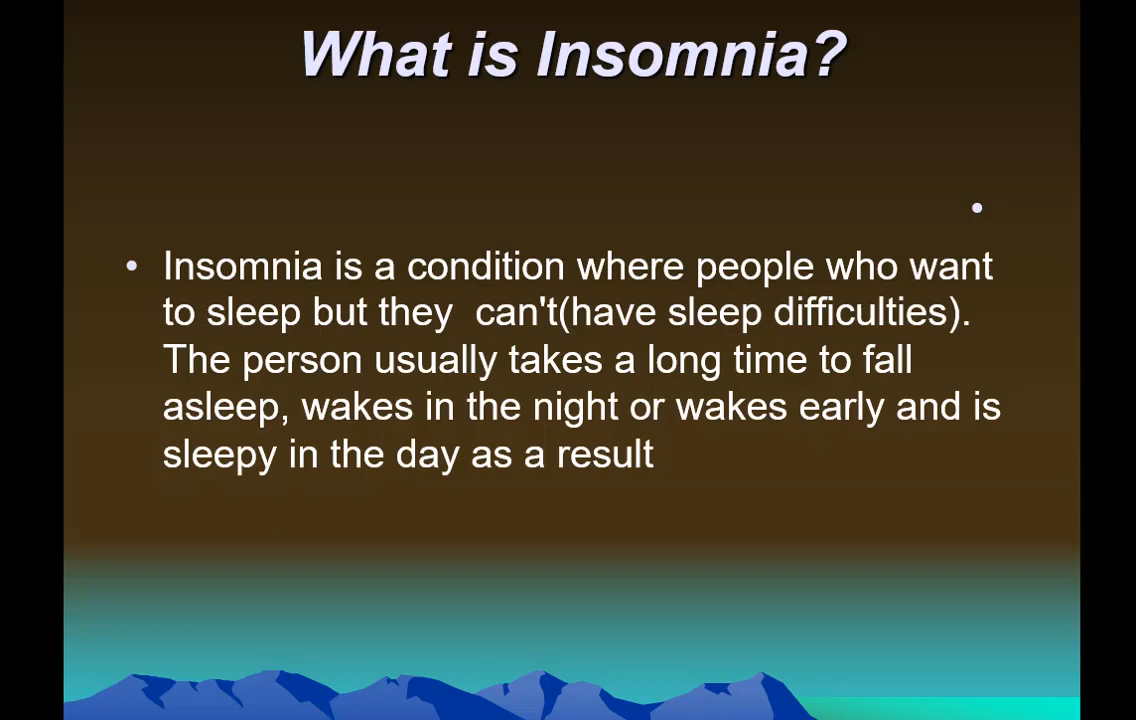 What is Insomnia?
•
• Insomnia is a condition where people who want
to sleep but they  can't(have sleep difficulties).
The person usually takes a long time to fall
asleep, wakes in the night or wakes early and is
sleepy in the day as a result